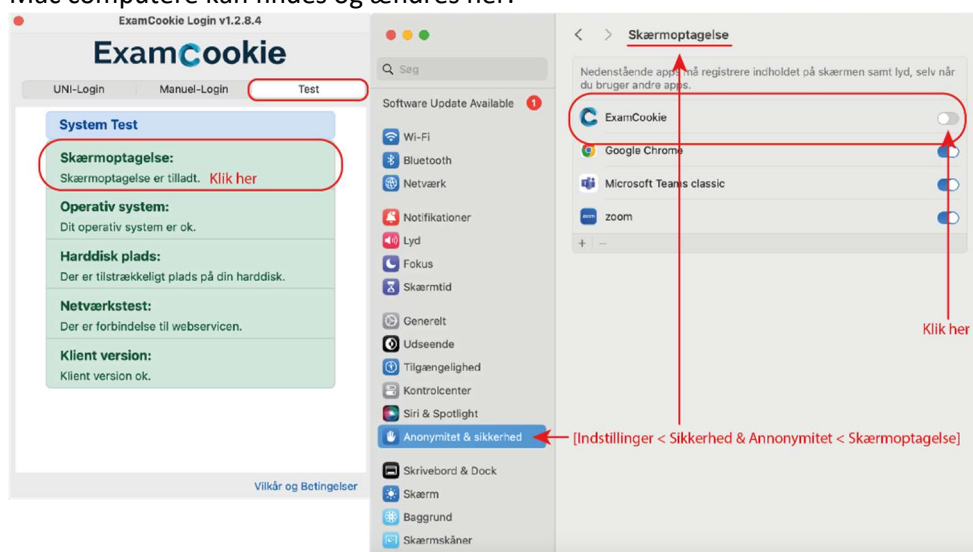 Mac computere kan findes og ændres her:
ExamCookie Login v1.2.8.4
ExamCookie
UNI-Login Manuel-Login Test
System Test
Skærmoptagelse:
Skærmoptagelse er tilladt. Klik her
Operativ system:
Dit operativ system er ok.
Harddisk plads:
Der er tilstrækkeligt plads på din harddisk.
Netværkstest:
Der er forbindelse til webservicen.
Klient version:
Klient version ok.
Vilkår og Betingelser
Søg
Software Update Available 1
Wi-Fi
Bluetooth
Netværk
Notifikationer
Lyd
Fokus
Skærmtid
Generelt
Udseende
Tilgængelighed
Kontrolcenter
Siri & Spotlight
Anonymitet & sikkerhed
Skrivebord & Dock
Skærm
Baggrund
Skærmskåner
Skærmoptagelse
Nedenstående apps må registrere indholdet på skærmen samt lyd, selv når
du bruger andre apps.
ExamCookie
Google Chrome
Microsoft Teams classic
zoom zoom
+ −
Klik her
[Indstillinger < Sikkerhed & Annonymitet < Skærmoptagelse]